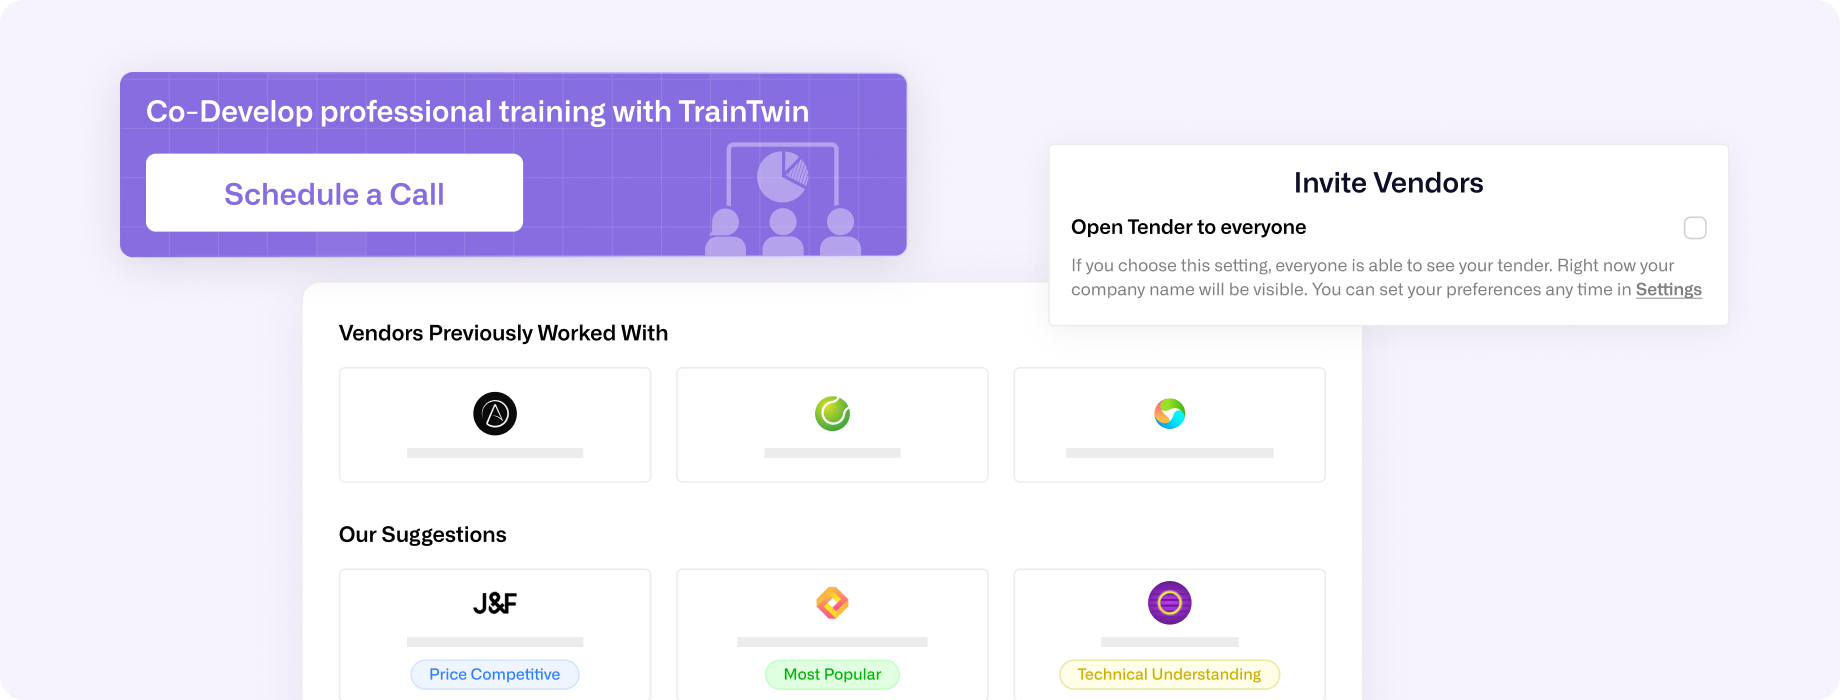 Co-Develop professional training with TrainTwin
Schedule a Call
Invite Vendors
Open Tender to everyone
If you choose this setting, everyone is able to see your tender. Right now your
company name will be visible. You can set your preferences any time in Settings
Vendors Previously Worked With
Our Suggestions
J&F
Price Competitive
Most Popular
Technical Understanding